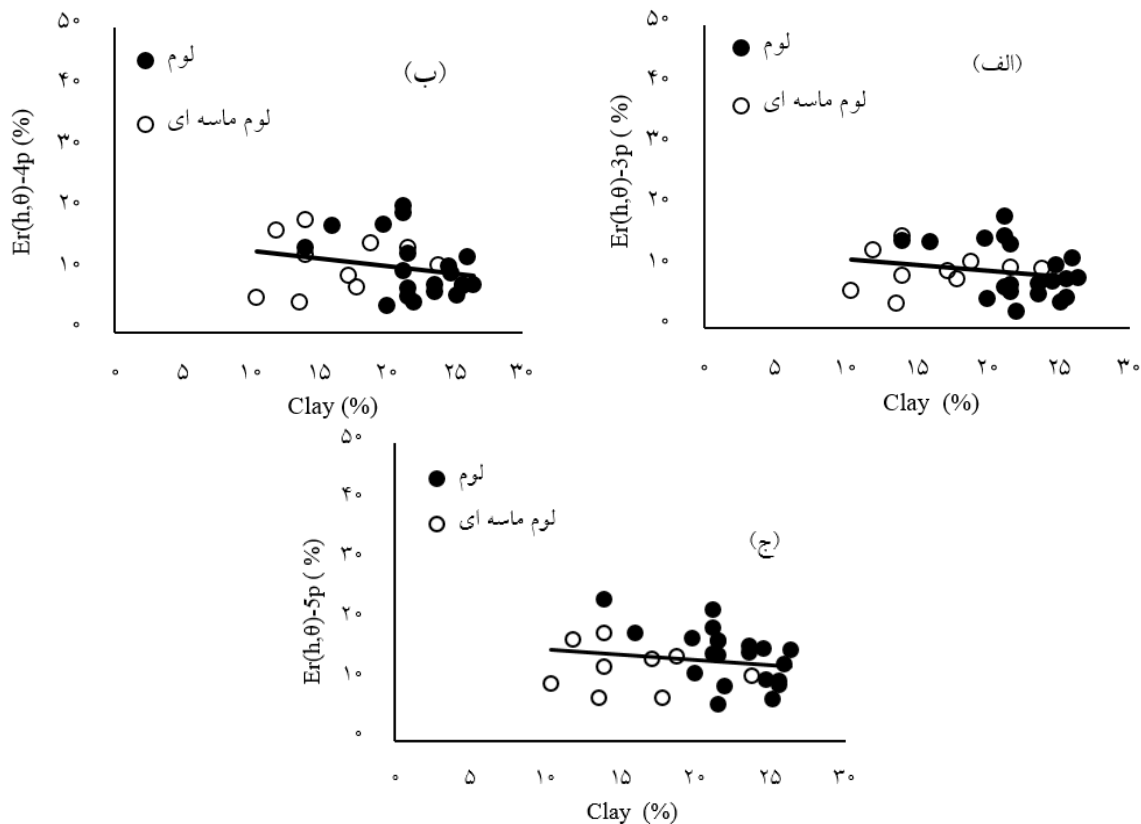 Er(h,θ)-4p (%)
۵۰
۴۰
۳۰
۲۰
۱۰
۰
لوم
لوم ماسه ای
(ب)
۰ ۵ ۱۰ ۱۵ ۲۰ ۲۵ ۳۰
Clay (%)
Er(h,θ)-3p ( %)
۵۰
۴۰
۳۰
۲۰
۱۰
۰
لوم
لوم ماسه ای
(الف)
۰ ۵ ۱۰ ۱۵ ۲۰ ۲۵ ۳۰
Clay (%)
Er(h,θ)-5p ( %)
۵۰
۴۰
۳۰
۲۰
۱۰
۰
لوم
لوم ماسه ای
(ج)
۰ ۵ ۱۰ ۱۵ ۲۰ ۲۵ ۳۰
Clay (%)